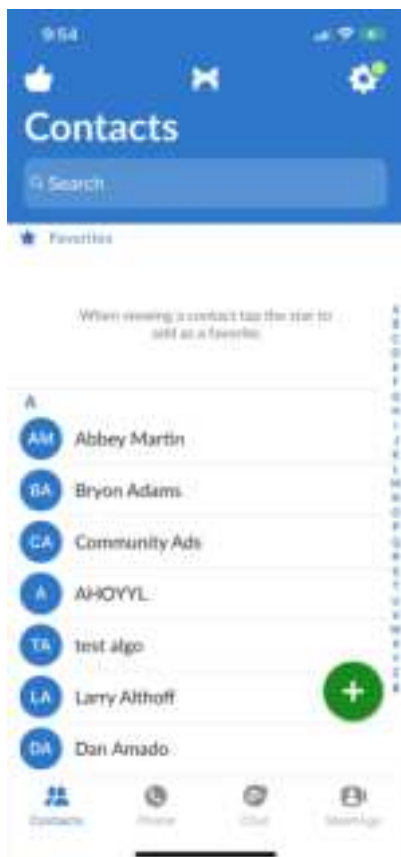 9:54
Contacts
Search
Favorites
When viewing a contact tap the star to
add as a favorite.
A
AM Abbey Martin
BA Bryon Adams
CA Community Ads
A AHOYYL
TA test algo
LA Larry Althoff
DA Dan Amado
Contacts Phone Chat